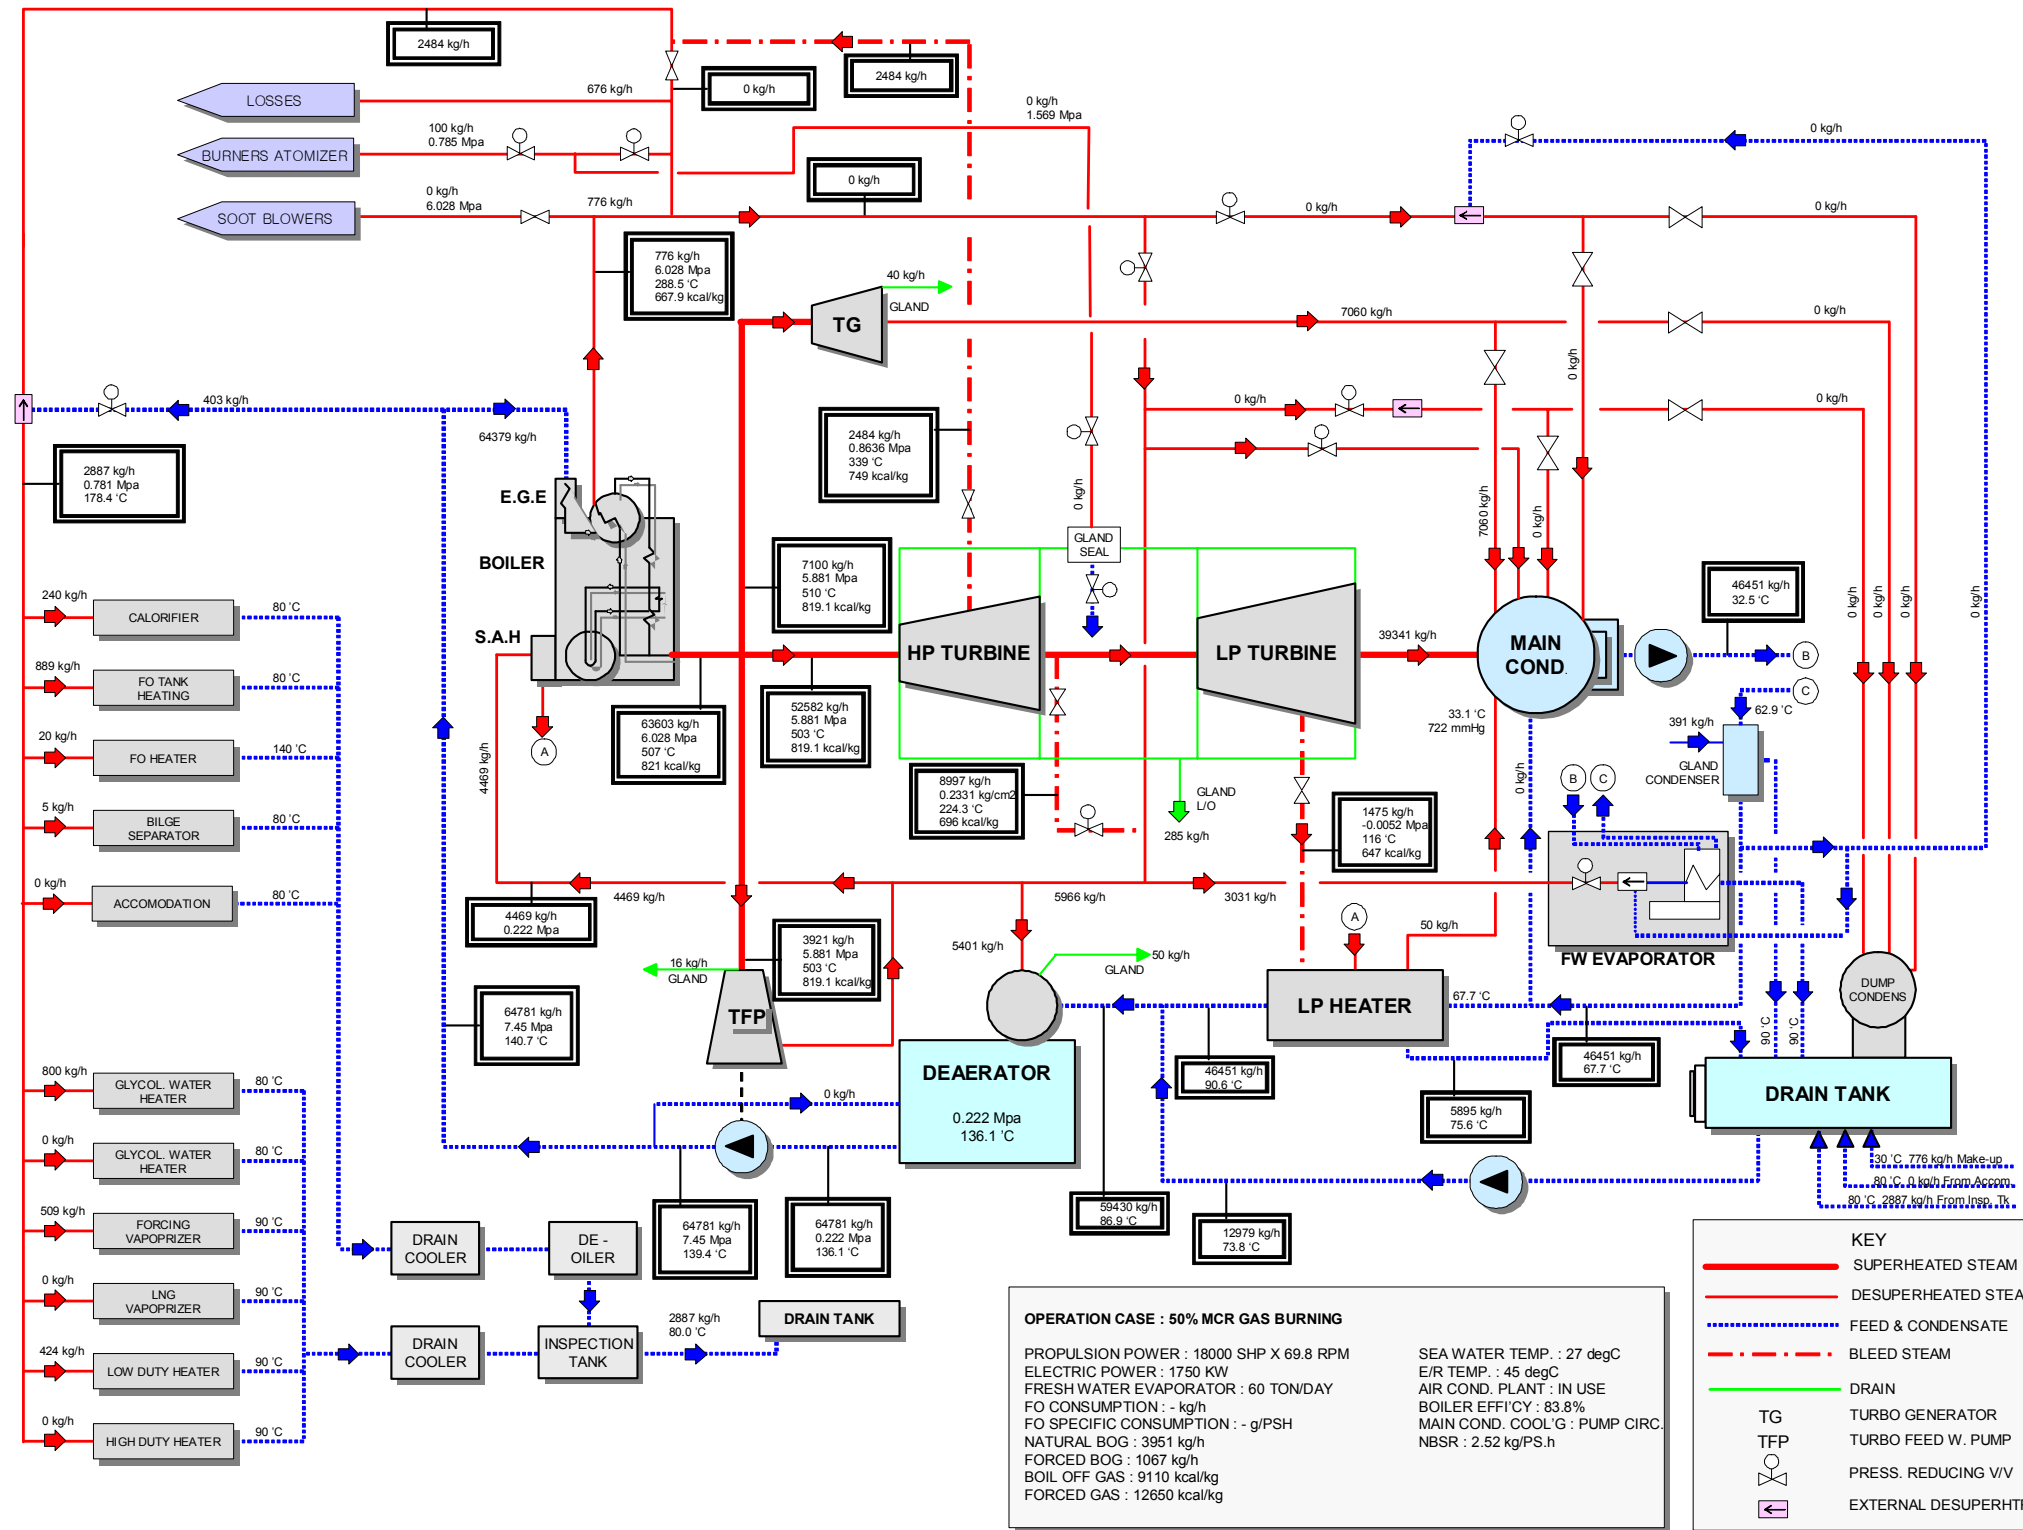 2484 kg/h
2484 kg/h
0 kg/h
LOSSES
676 kg/h
0 kg/h
1.569 Mpa
BURNERS ATOMIZER
100 kg/h
0.785 Mpa
0 kg/h
0 kg/h
SOOT BLOWERS
0 kg/h
6.028 Mpa
776 kg/h
0 kg/h
0 kg/h
776 kg/h
6.028 Mpa
288.5 °C
667.9 kcal/kg
40 kg/h
GLAND
TG
7060 kg/h
0 kg/h
0 kg/h
403 kg/h
64379 kg/h
0 kg/h
0 kg/h
2887 kg/h
0.781 Mpa
178.4 'C
2484 kg/h
0.8636 Mpa
339 'C
749 kcal/kg
E.G.E
BOILER
S.A.H
0 kg/h
GLAND
SEAL
7060 kg/h
0 kg/h
7100 kg/h
5.881 Mpa
510 'C
819.1 kcal/kg
46451 kg/h
32.5 'C
0 kg/h
0 kg/h
0 kg/h
0 kg/h
240 kg/h
CALORIFIER
80 'C
889 kg/h
FO TANK
HEATING
80 'C
20 kg/h
FO HEATER
140 'C
5 kg/h
BILGE
SEPARATOR
80 'C
0 kg/h
ACCOMODATION
80 'C
HP TURBINE
LP TURBINE
39341 kg/h
MAIN
COND.
B
C
62.9 'C
A
63603 kg/h
6.028 Mpa
507 'C
821 kcal/kg
52582 kg/h
5.881 Mpa
503 'C
819.1 kcal/kg
33.1 'C
722 mmHg
391 kg/h
GLAND
CONDENSER
4469 kg/h
8997 kg/h
0.2331 kg/cm2
224.3 'C
696 kcal/kg
GLAND
L/O
285 kg/h
0 kg/h
B
C
1475 kg/h
-0.0052 Mpa
116 'C
647 kcal/kg
4469 kg/h
5966 kg/h
3031 kg/h
4469 kg/h
0.222 Mpa
3921 kg/h
5.881 Mpa
503 'C
819.1 kcal/kg
5401 kg/h
50 kg/h
GLAND
A
50 kg/h
FW EVAPORATOR
16 kg/h
GLAND
TFP
LP HEATER
67.7 'C
DUMP
CONDENS
90 'C
90 'C
64781 kg/h
7.45 Mpa
140.7 'C
DEAERATOR
0.222 Mpa
136.1 'C
46451 kg/h
90.6 'C
46451 kg/h
67.7 'C
5895 kg/h
75.6 'C
DRAIN TANK
0 kg/h
800 kg/h
GLYCOL. WATER
HEATER
80 'C
0 kg/h
GLYCOL. WATER
HEATER
80 'C
509 kg/h
FORCING
VAPOPRIZER
90 'C
0 kg/h
LNG
VAPOPRIZER
90 'C
424 kg/h
LOW DUTY HEATER
90 'C
0 kg/h
HIGH DUTY HEATER
90 'C
30 'C 776 kg/h Make-up
80 'C 0 kg/h From Accom
80 'C 2887 kg/h From Insp. Tk
64781 kg/h
7.45 Mpa
139.4 'C
64781 kg/h
0.222 Mpa
136.1 'C
59430 kg/h
86.9 'C
12979 kg/h
73.8 'C
DRAIN
COOLER
DE -
OILER
DRAIN
COOLER
INSPECTION
TANK
2887 kg/h
80.0 'C
DRAIN TANK
OPERATION CASE : 50% MCR GAS BURNING
PROPULSION POWER : 18000 SHP X 69.8 RPM
ELECTRIC POWER : 1750 KW
FRESH WATER EVAPORATOR : 60 TON/DAY
FO CONSUMPTION : - kg/h
FO SPECIFIC CONSUMPTION : - g/PSH
NATURAL BOG : 3951 kg/h
FORCED BOG : 1067 kg/h
BOIL OFF GAS : 9110 kcal/kg
FORCED GAS : 12650 kcal/kg
SEA WATER TEMP. : 27 degC
E/R TEMP. : 45 degC
AIR COND. PLANT : IN USE
BOILER EFFI'CY : 83.8%
MAIN COND. COOL'G : PUMP CIRC.
NBSR : 2.52 kg/PS.h
KEY
SUPERHEATED STEAM
DESUPERHEATED STEA
FEED & CONDENSATE
BLEED STEAM
DRAIN
TG TURBO GENERATOR
TFP TURBO FEED W. PUMP
PRESS. REDUCING V/V
EXTERNAL DESUPERHTR